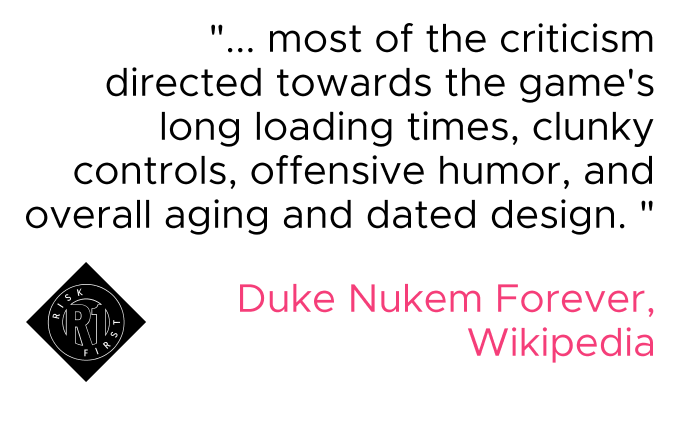 "... most of the criticism
directed towards the game's
long loading times, clunky
controls, offensive humor, and
overall aging and dated design. "
Duke Nukem Forever,
Wikipedia
RISK
R1
FIRST